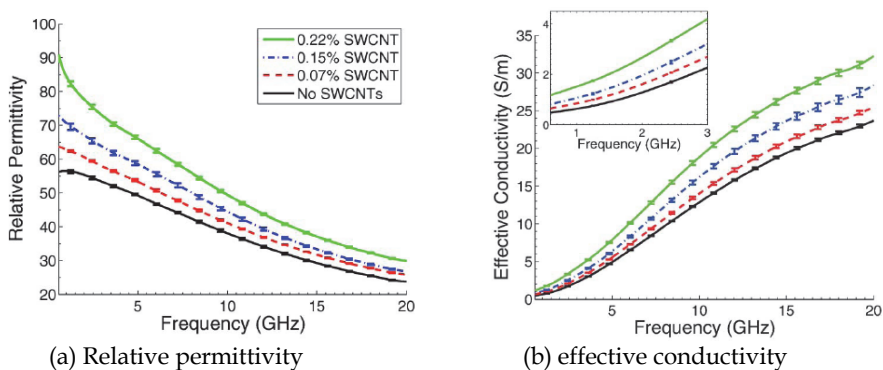 100
90
80
70
60
50
40
30
20
5
10
15
20
Relative Permittivity
Frequency (GHz)
0.22% SWCNT
0.15% SWCNT
0.07% SWCNT
No SWCNTs
(a) Relative permittivity
35
30
25
20
15
10
5
0
5
10
15
20
Effective Conductivity (S/m)
Frequency (GHz)
4
2
0
1
2
3
Frequency (GHz)
(b) effective conductivity